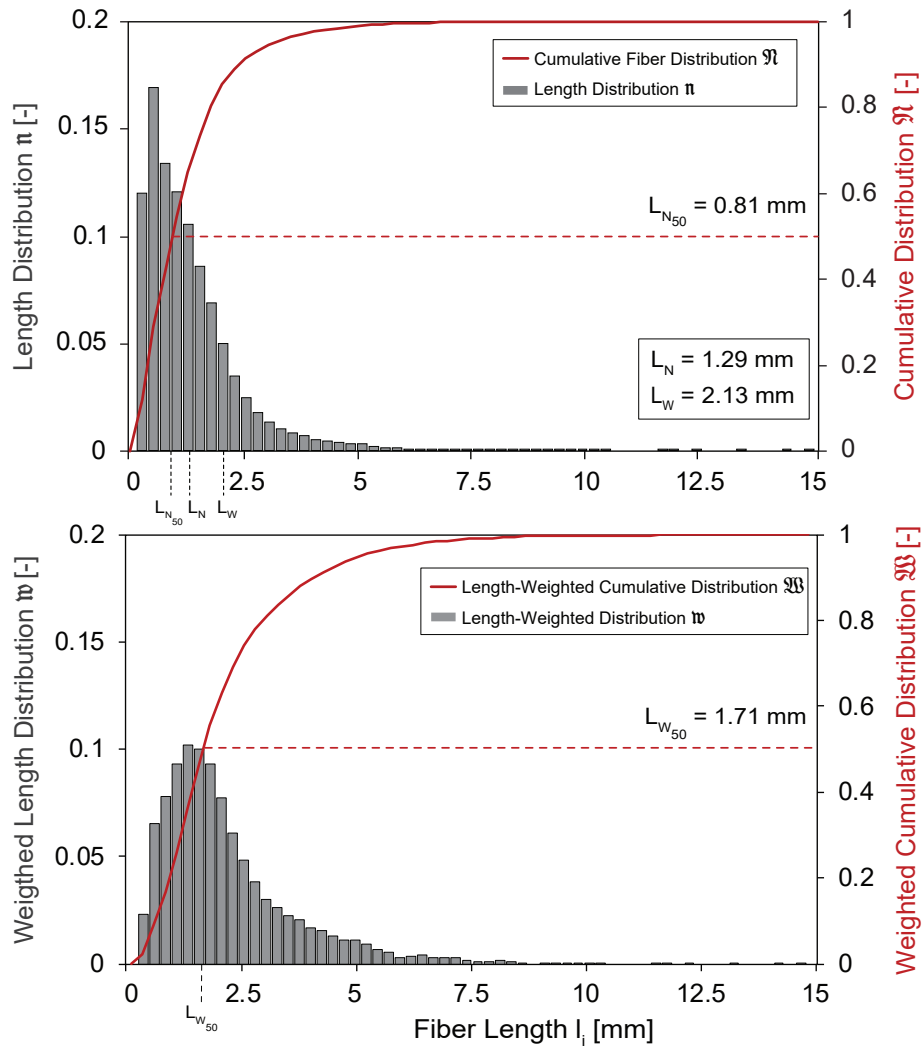 0.2
0.15
0.1
0.05
0
Length Distribution 𝔫 [-]
1
0.8
0.6
0.4
0.2
0
Cumulative Distribution 𝔑 [-]
Cumulative Fiber Distribution 𝔑
Length Distribution 𝔫
L_N50 = 0.81 mm
L_N = 1.29 mm
L_W = 2.13 mm
0 2.5 5 7.5 10 12.5 15
L_N50 L_N L_W
0.2
0.15
0.1
0.05
0
Weigthed Length Distribution 𝔴 [-]
1
0.8
0.6
0.4
0.2
0
Weighted Cumulative Distribution 𝔚 [-]
Length-Weighted Cumulative Distribution 𝔚
Length-Weighted Distribution 𝔴
L_W50 = 1.71 mm
0 2.5 5 7.5 10 12.5 15
L_W50
Fiber Length l_i [mm]